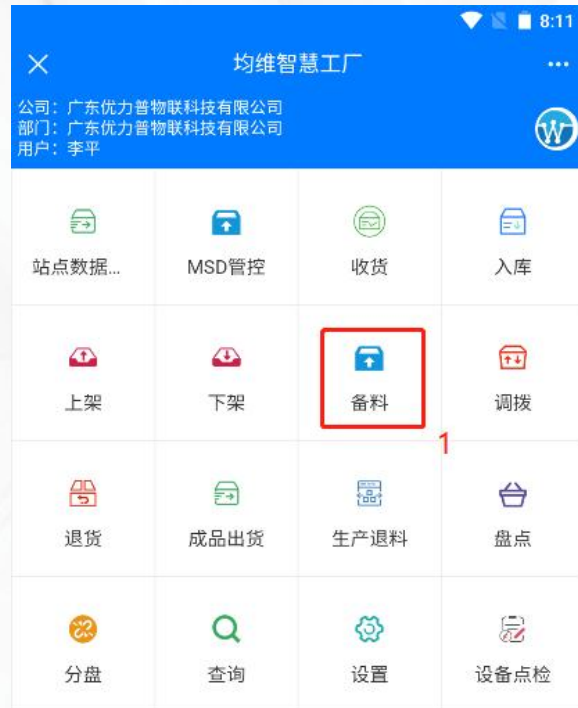 8:11
均维智慧工厂
公司：广东优力普物联科技有限公司
部门：广东优力普物联科技有限公司
用户：李平
W
站点数据... MSD管控 收货 入库
上架 下架 备料 调拨
1
退货 成品出货 生产退料 盘点
分盘 查询 设置 设备点检